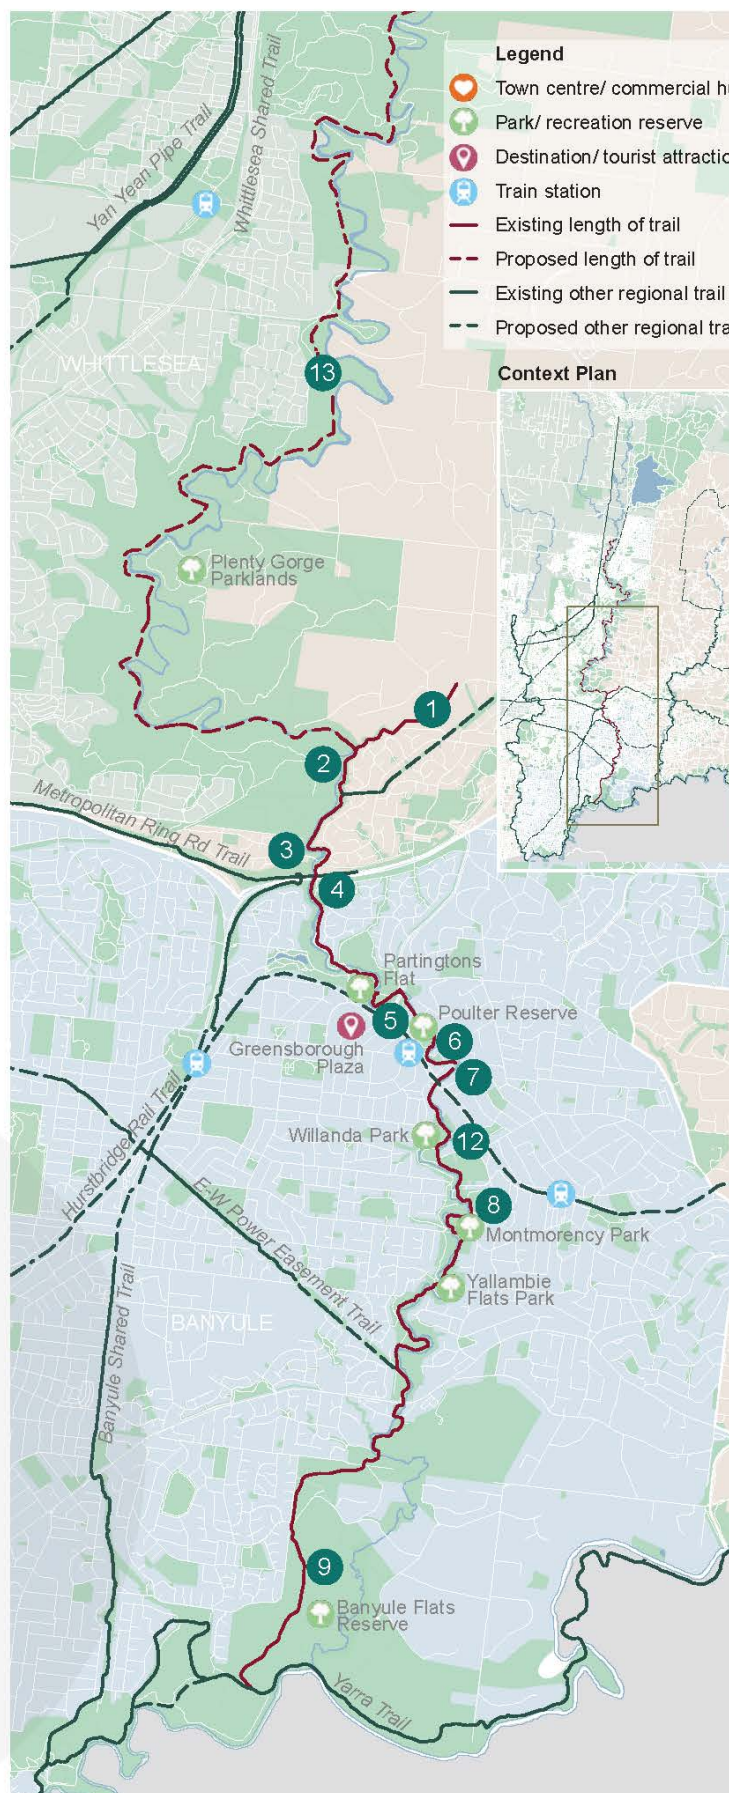 Legend
Town centre/ commercial hu
Park/ recreation reserve
Destination/ tourist attractio
Train station
Existing length of trail
Proposed length of trail
Existing other regional trail
Proposed other regional tra
Context Plan
Yan Yean Pipe Trail
Whittlesea Shared Trail
WHITTLESEA
13
Plenty Gorge
Parklands
1
2
Metropolitan Ring Rd Trail
3
4
Partingtons
Flat
5
Poulter Reserve
6
Greensborough
Plaza
7
Hurstbridge Rail Trail
Willanda Park
12
E-W Power Easement Trail
8
Montmorency Park
Yallambie
Flats Park
BANYULE
Banyule Shared Trail
9
Banyule Flats
Reserve
Yarra Trail